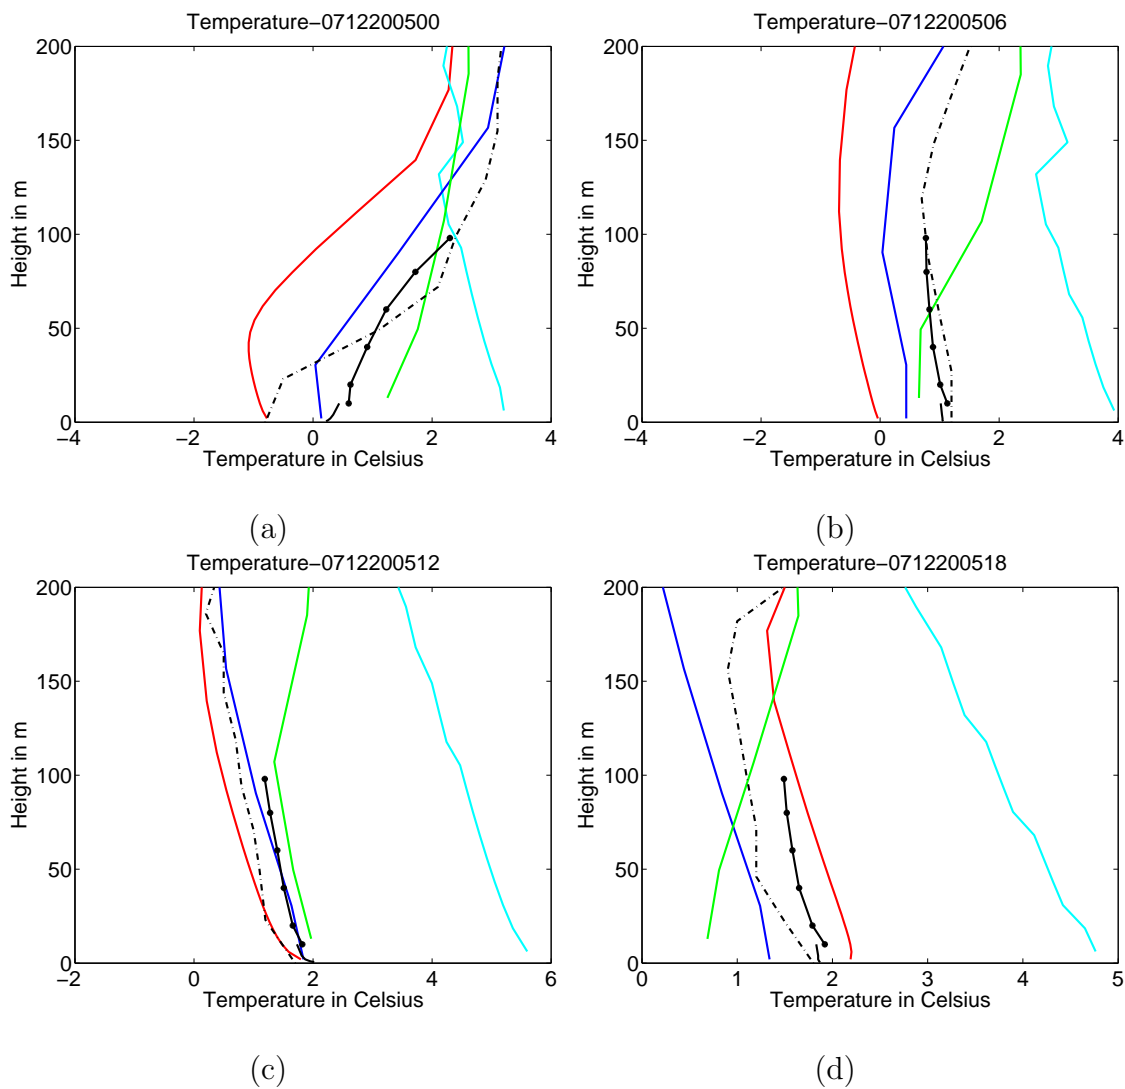 Temperature−0712200500
200
150
100
50
0
−4 −2 0 2 4
Height in m
Temperature in Celsius
(a)
Temperature−0712200506
200
150
100
50
0
−4 −2 0 2 4
Height in m
Temperature in Celsius
(b)
Temperature−0712200512
200
150
100
50
0
−2 0 2 4 6
Height in m
Temperature in Celsius
(c)
Temperature−0712200518
200
150
100
50
0
0 1 2 3 4 5
Height in m
Temperature in Celsius
(d)